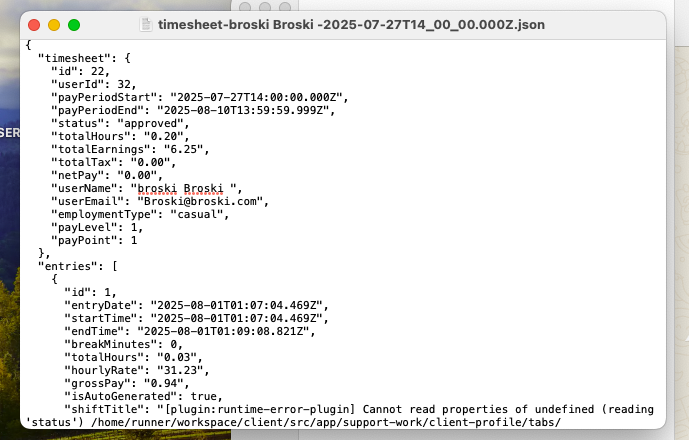 timesheet-broski Broski -2025-07-27T14_00_00.000Z.json
{
"timesheet": {
"id": 22,
"userId": 32,
"payPeriodStart": "2025-07-27T14:00:00.000Z",
"payPeriodEnd": "2025-08-10T13:59:59.999Z",
"status": "approved",
"totalHours": "0.20",
"totalEarnings": "6.25",
"totalTax": "0.00",
"netPay": "0.00",
"userName": "broski Broski ",
"userEmail": "Broski@broski.com",
"employmentType": "casual",
"payLevel": 1,
"payPoint": 1
},
"entries": [
{
"id": 1,
"entryDate": "2025-08-01T01:07:04.469Z",
"startTime": "2025-08-01T01:07:04.469Z",
"endTime": "2025-08-01T01:09:08.821Z",
"breakMinutes": 0,
"totalHours": "0.03",
"hourlyRate": "31.23",
"grossPay": "0.94",
"isAutoGenerated": true,
"shiftTitle": "[plugin:runtime-error-plugin] Cannot read properties of undefined (reading
'status') /home/runner/workspace/client/src/app/support-work/client-profile/tabs/
SER